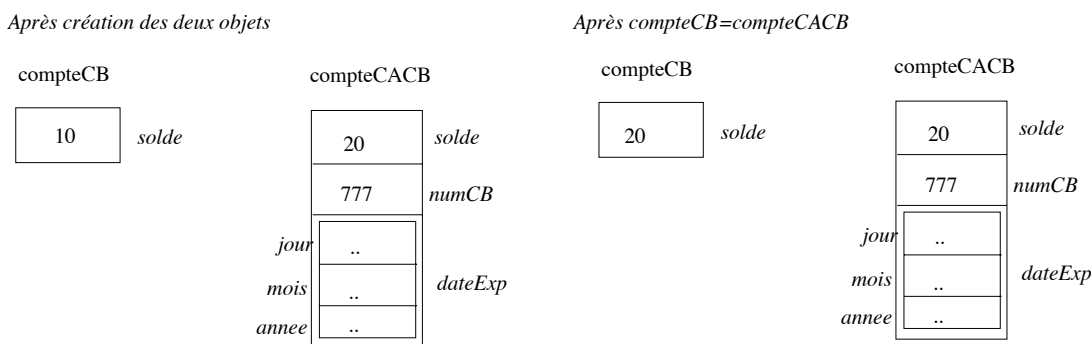 Après création des deux objets
compteCB
compteCACB
10
solde
20
solde
777
numCB
jour
..
mois
..
dateExp
annee
..
Après compteCB=compteCACB
compteCB
compteCACB
20
solde
20
solde
777
numCB
jour
..
mois
..
dateExp
annee
..